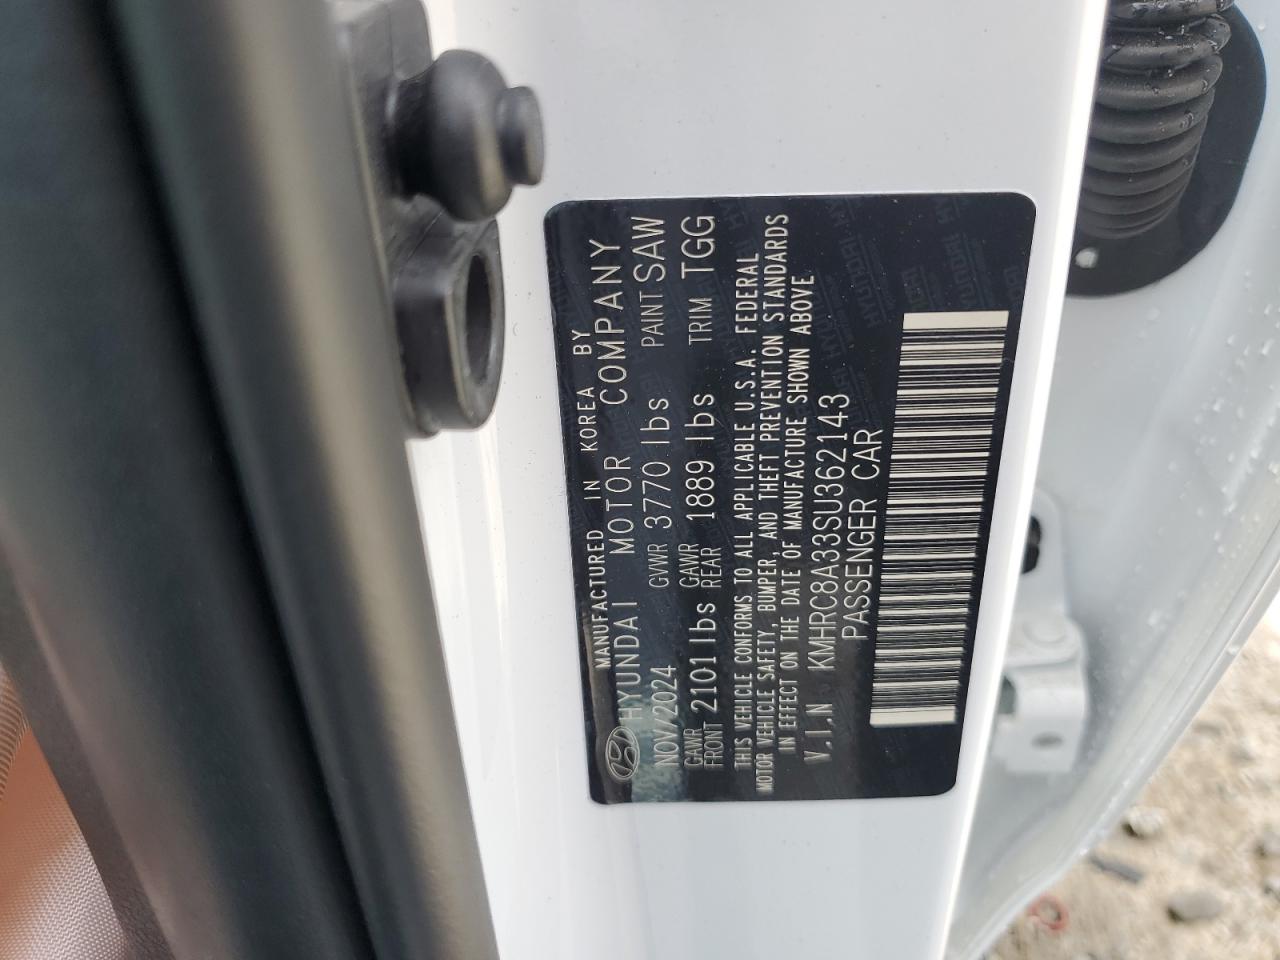 MANUFACTURED IN KOREA BY
HYUNDAI MOTOR COMPANY
NOV/2024 GVWR 3770 lbs PAINT SAW
GAWR FRONT 2101 lbs GAWR REAR 1889 lbs TRIM TGG
THIS VEHICLE CONFORMS TO ALL APPLICABLE U.S.A. FEDERAL
MOTOR VEHICLE SAFETY, BUMPER, AND THEFT PREVENTION STANDARDS
IN EFFECT ON THE DATE OF MANUFACTURE SHOWN ABOVE
V.I.N KMHRC8A33SU362143
PASSENGER CAR